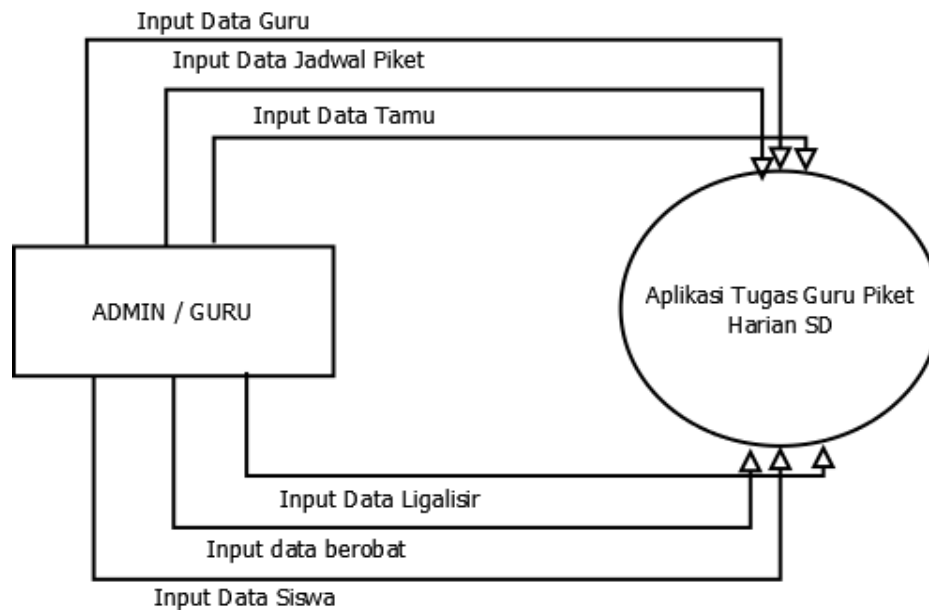 Input Data Guru
Input Data Jadwal Piket
Input Data Tamu
ADMIN / GURU
Aplikasi Tugas Guru Piket
Harian SD
Input Data Ligalisir
Input data berobat
Input Data Siswa